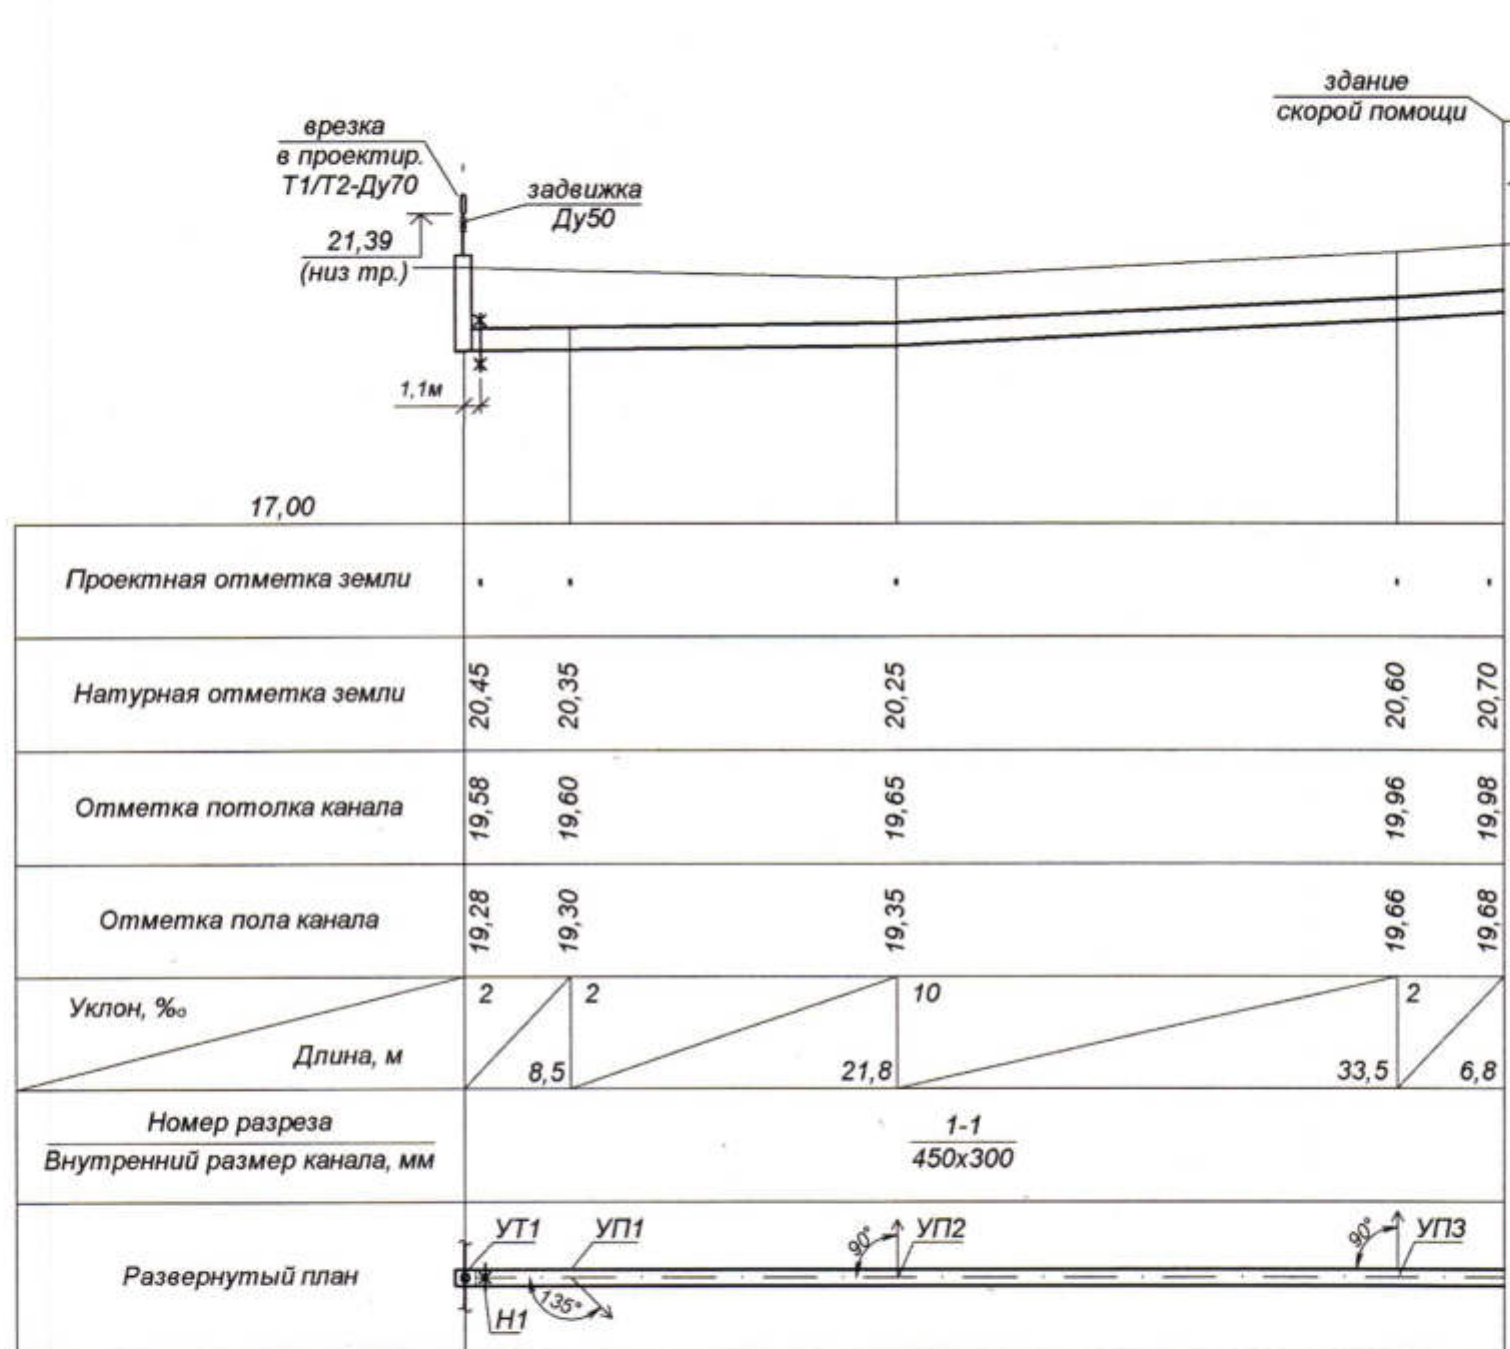 здание
скорой помощи
врезка
в проектир.
Т1/Т2-Ду70
задвижка
Ду50
21,39
(низ тр.)
1,1м
17,00
Проектная отметка земли - - - - -
Натурная отметка земли 20,45 20,35 20,25 20,60 20,70
Отметка потолка канала 19,58 19,60 19,65 19,96 19,98
Отметка пола канала 19,28 19,30 19,35 19,66 19,68
Уклон, ‰ 2 2 10 2
Длина, м 8,5 21,8 33,5 6,8
Номер разреза
Внутренний размер канала, мм
1-1
450х300
Развернутый план
УТ1 УП1 90° УП2 90° УП3
135°
Н1